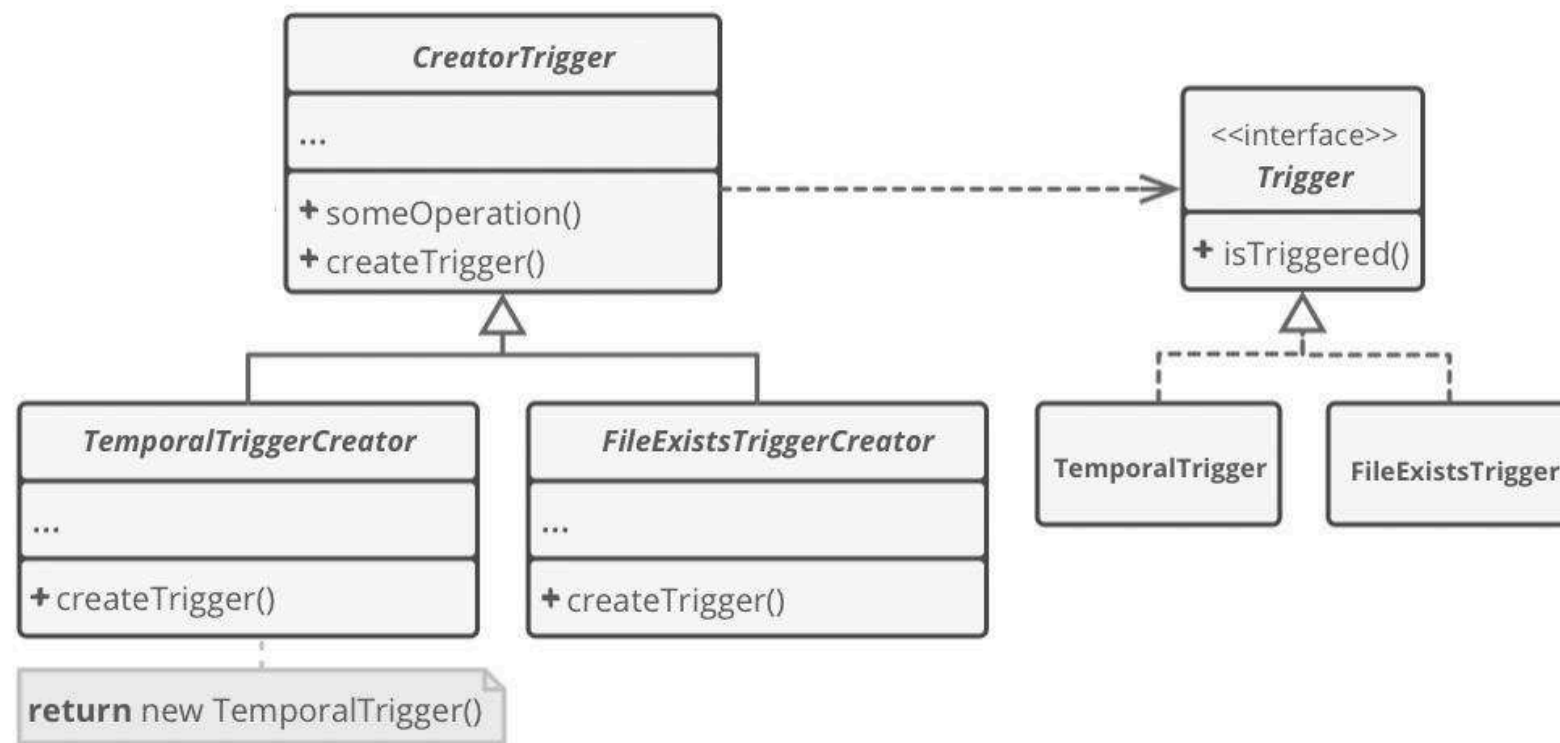 CreatorTrigger
...
+ someOperation()
+ createTrigger()
<<interface>>
Trigger
+ isTriggered()
TemporalTriggerCreator
...
+ createTrigger()
FileExistsTriggerCreator
...
+ createTrigger()
TemporalTrigger
FileExistsTrigger
return new TemporalTrigger()